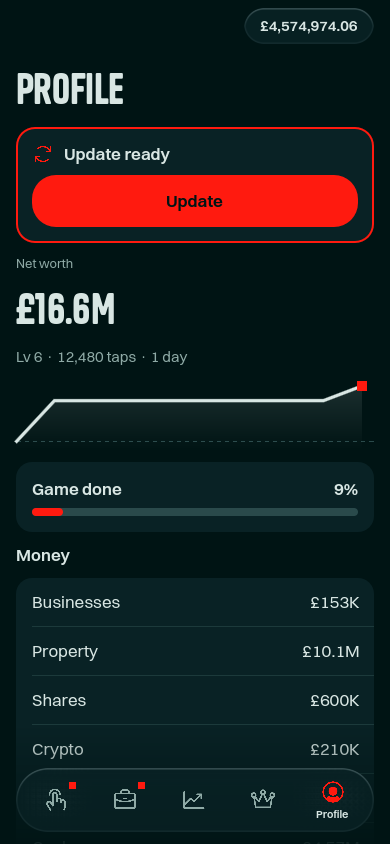 £4,574,974.06
PROFILE
Update ready
Update
Net worth
£16.6M
Lv 6 · 12,480 taps · 1 day
Game done 9%
Money
Businesses £153K
Property £10.1M
Shares £600K
Crypto £210K
Profile